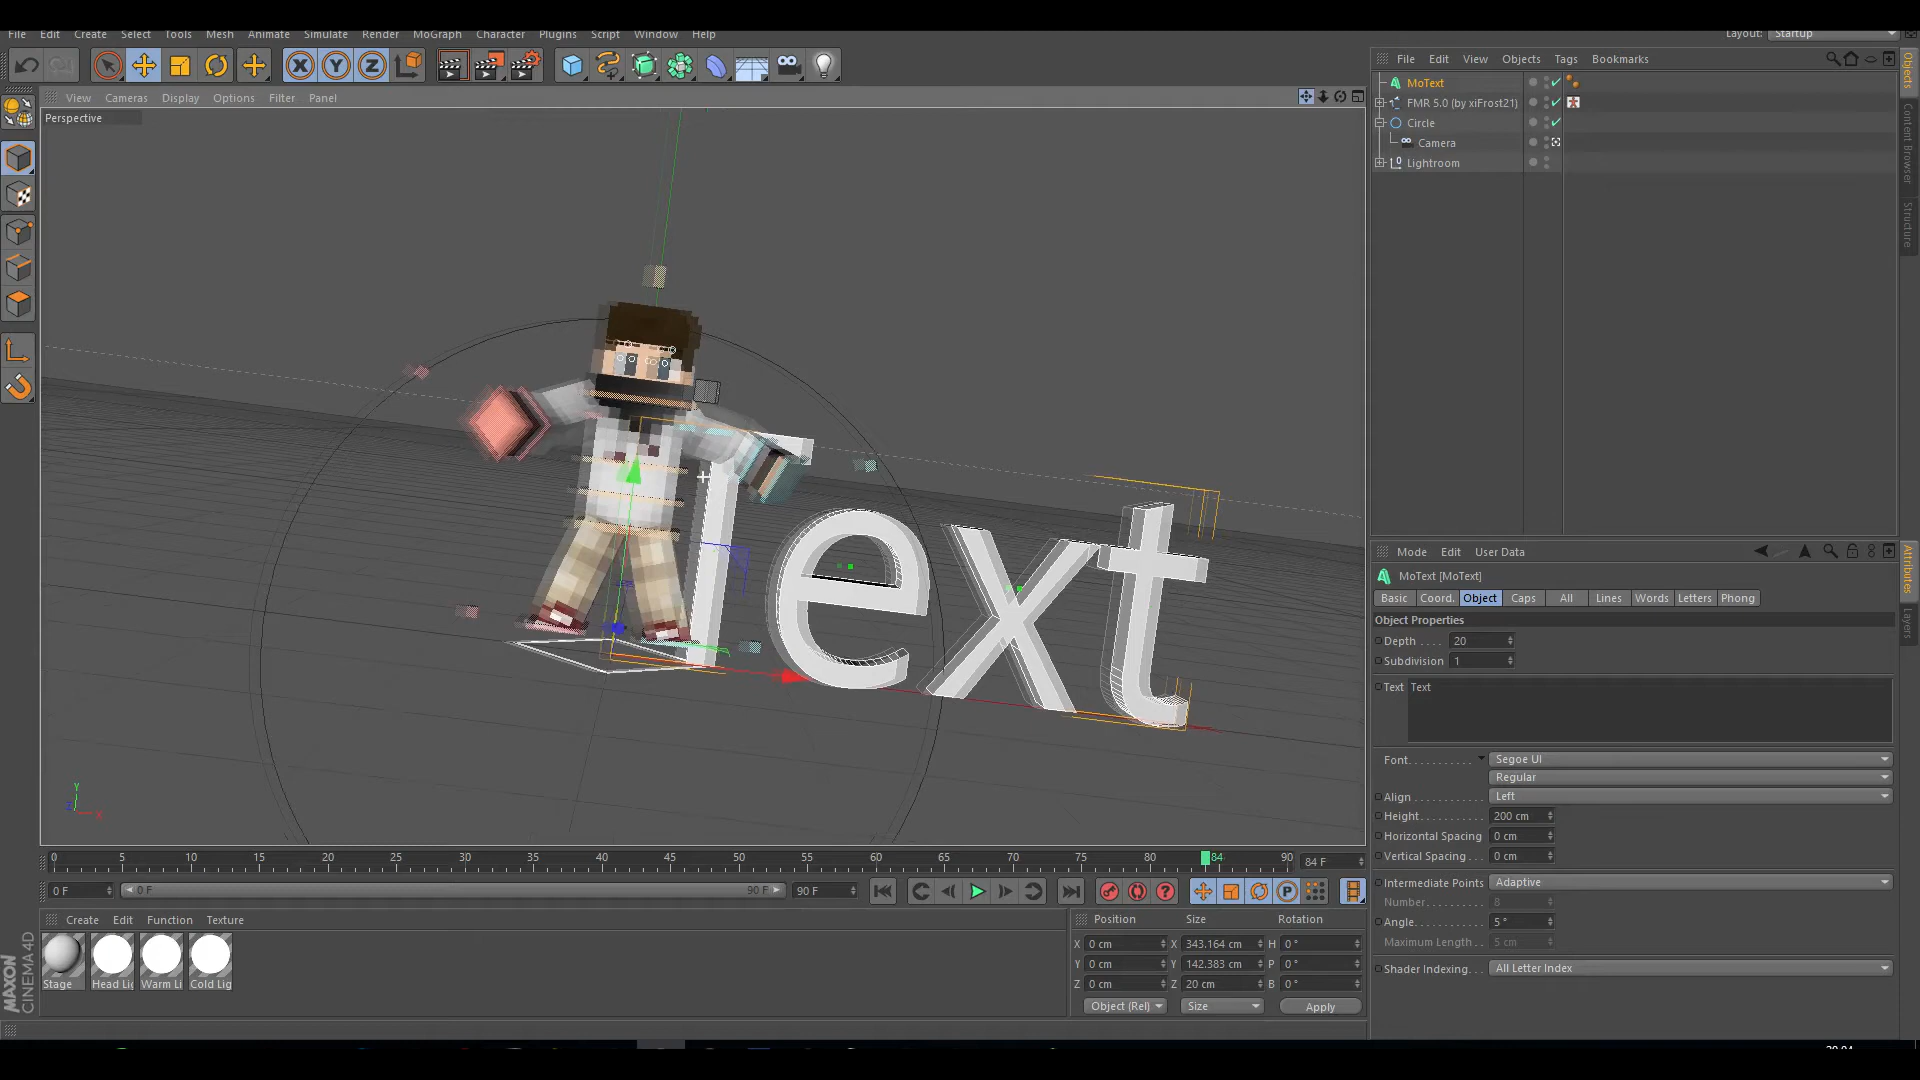 File Edit Create Select Tools Mesh Animate Simulate Render MoGraph Character Plugins Script Window Help
Layout: Startup
View Cameras Display Options Filter Panel
Perspective
Text
Y
Z X
File Edit View Objects Tags Bookmarks
MoText
FMR 5.0 (by xiFrost21)
Circle
Camera
Lightroom
Objects
Content Browser
Structure
Mode Edit User Data
MoText [MoText]
Basic Coord. Object Caps All Lines Words Letters Phong
Object Properties
Depth 20
Subdivision 1
Text Text
Font Segoe UI
Regular
Align Left
Height 200 cm
Horizontal Spacing 0 cm
Vertical Spacing 0 cm
Intermediate Points Adaptive
Number 8
Angle 5 °
Maximum Length 5 cm
Shader Indexing All Letter Index
Attributes
Layers
0 5 10 15 20 25 30 35 40 45 50 55 60 65 70 75 80 84 90 84 F
0 F 0 F 90 F 90 F
Create Edit Function Texture
Stage Head Lig Warm Li Cold Lig
Position Size Rotation
X 0 cm X 343.164 cm H 0 °
Y 0 cm Y 142.383 cm P 0 °
Z 0 cm Z 20 cm B 0 °
Object (Rel) Size Apply
MAXON
CINEMA 4D